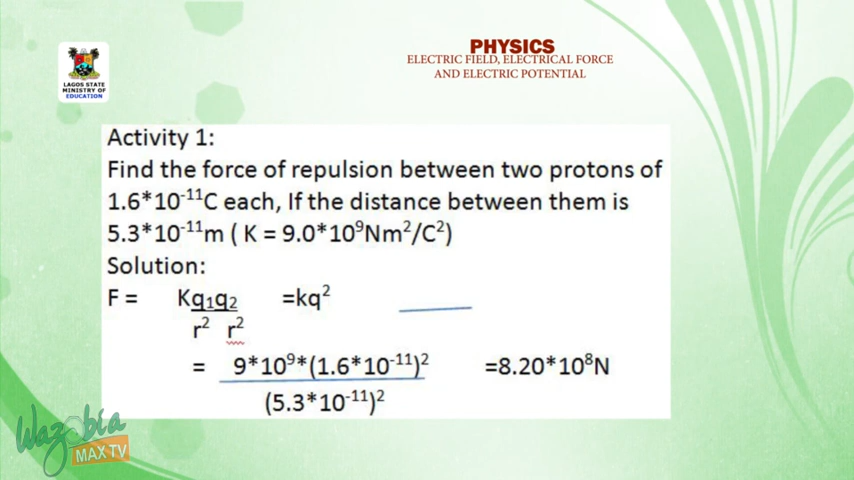 LAGOS STATE
MINISTRY OF
EDUCATION
PHYSICS
ELECTRIC FIELD, ELECTRICAL FORCE
AND ELECTRIC POTENTIAL
Activity 1:
Find the force of repulsion between two protons of
1.6*10⁻¹¹C each, If the distance between them is
5.3*10⁻¹¹m ( K = 9.0*10⁹Nm²/C²)
Solution:
F = Kq₁q₂ =kq²
r² r²
= 9*10⁹*(1.6*10⁻¹¹)² =8.20*10⁸N
(5.3*10⁻¹¹)²
Wazobia
MAX TV